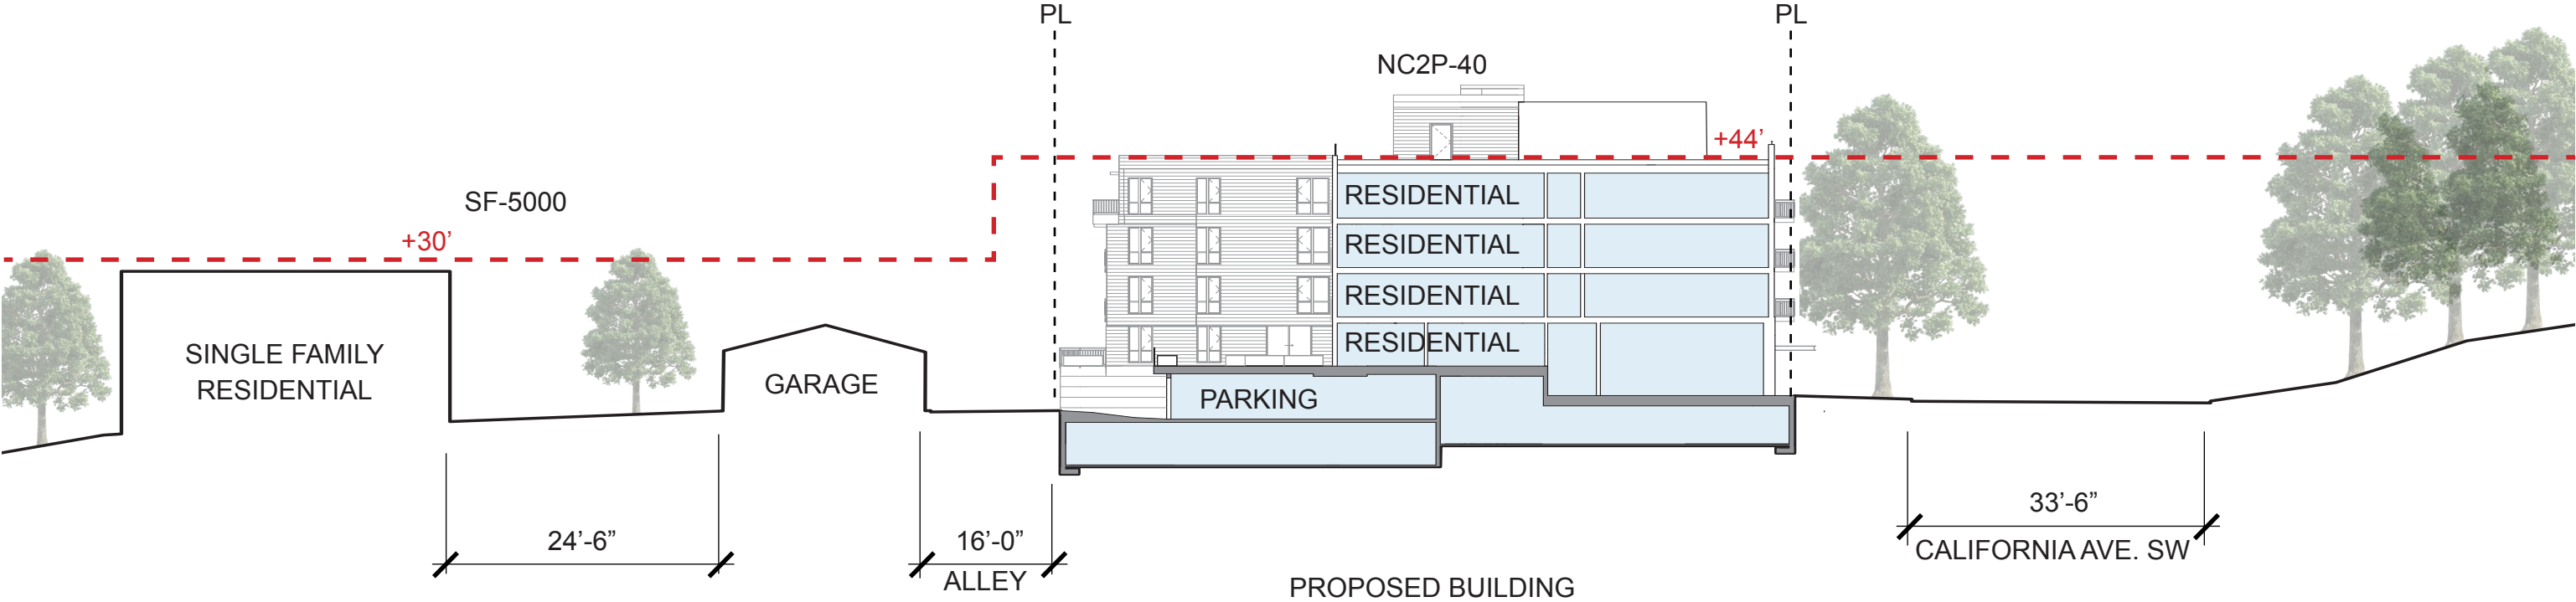 PL
PL
NC2P-40
+44’
SF-5000
+30’
RESIDENTIAL
RESIDENTIAL
RESIDENTIAL
RESIDENTIAL
SINGLE FAMILY
RESIDENTIAL
GARAGE
PARKING
33’-6”
CALIFORNIA AVE. SW
24’-6”
16’-0”
ALLEY
PROPOSED BUILDING